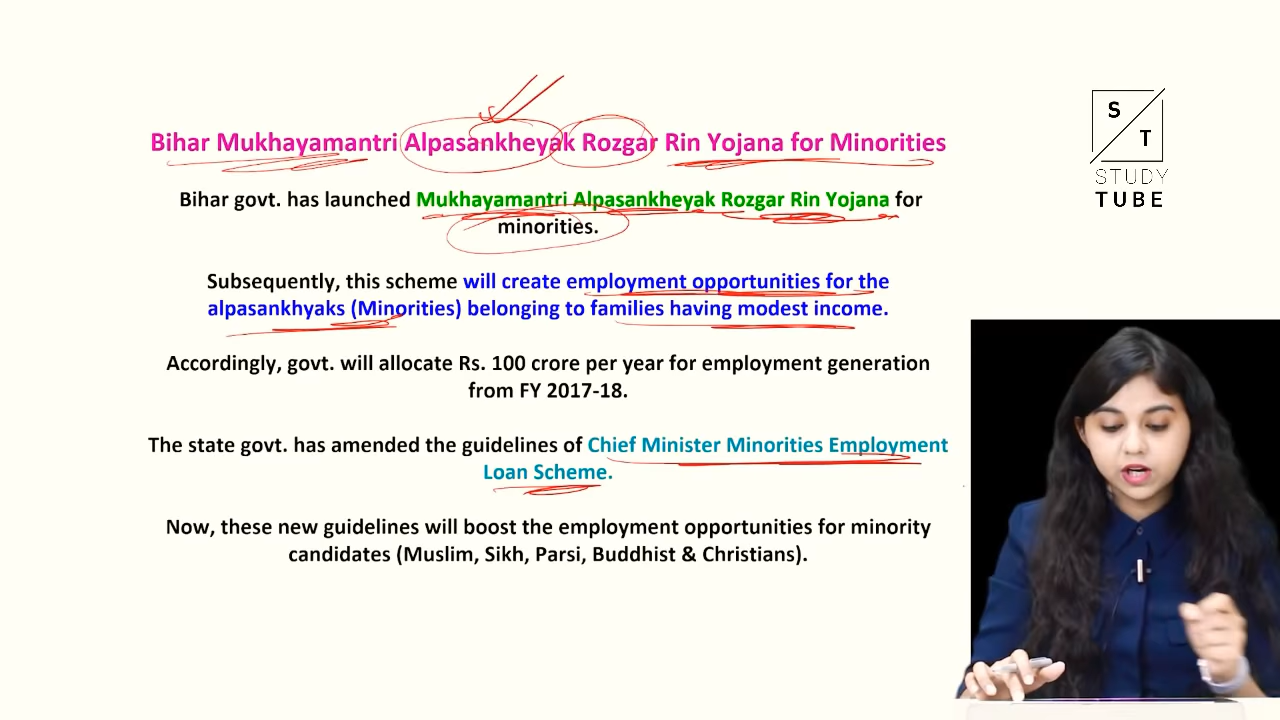 Bihar Mukhayamantri Alpasankheyak Rozgar Rin Yojana for Minorities
Bihar govt. has launched Mukhayamantri Alpasankheyak Rozgar Rin Yojana for
minorities.
Subsequently, this scheme will create employment opportunities for the
alpasankhyaks (Minorities) belonging to families having modest income.
Accordingly, govt. will allocate Rs. 100 crore per year for employment generation
from FY 2017-18.
The state govt. has amended the guidelines of Chief Minister Minorities Employment
Loan Scheme.
Now, these new guidelines will boost the employment opportunities for minority
candidates (Muslim, Sikh, Parsi, Buddhist & Christians).
S
T
STUDY
TUBE